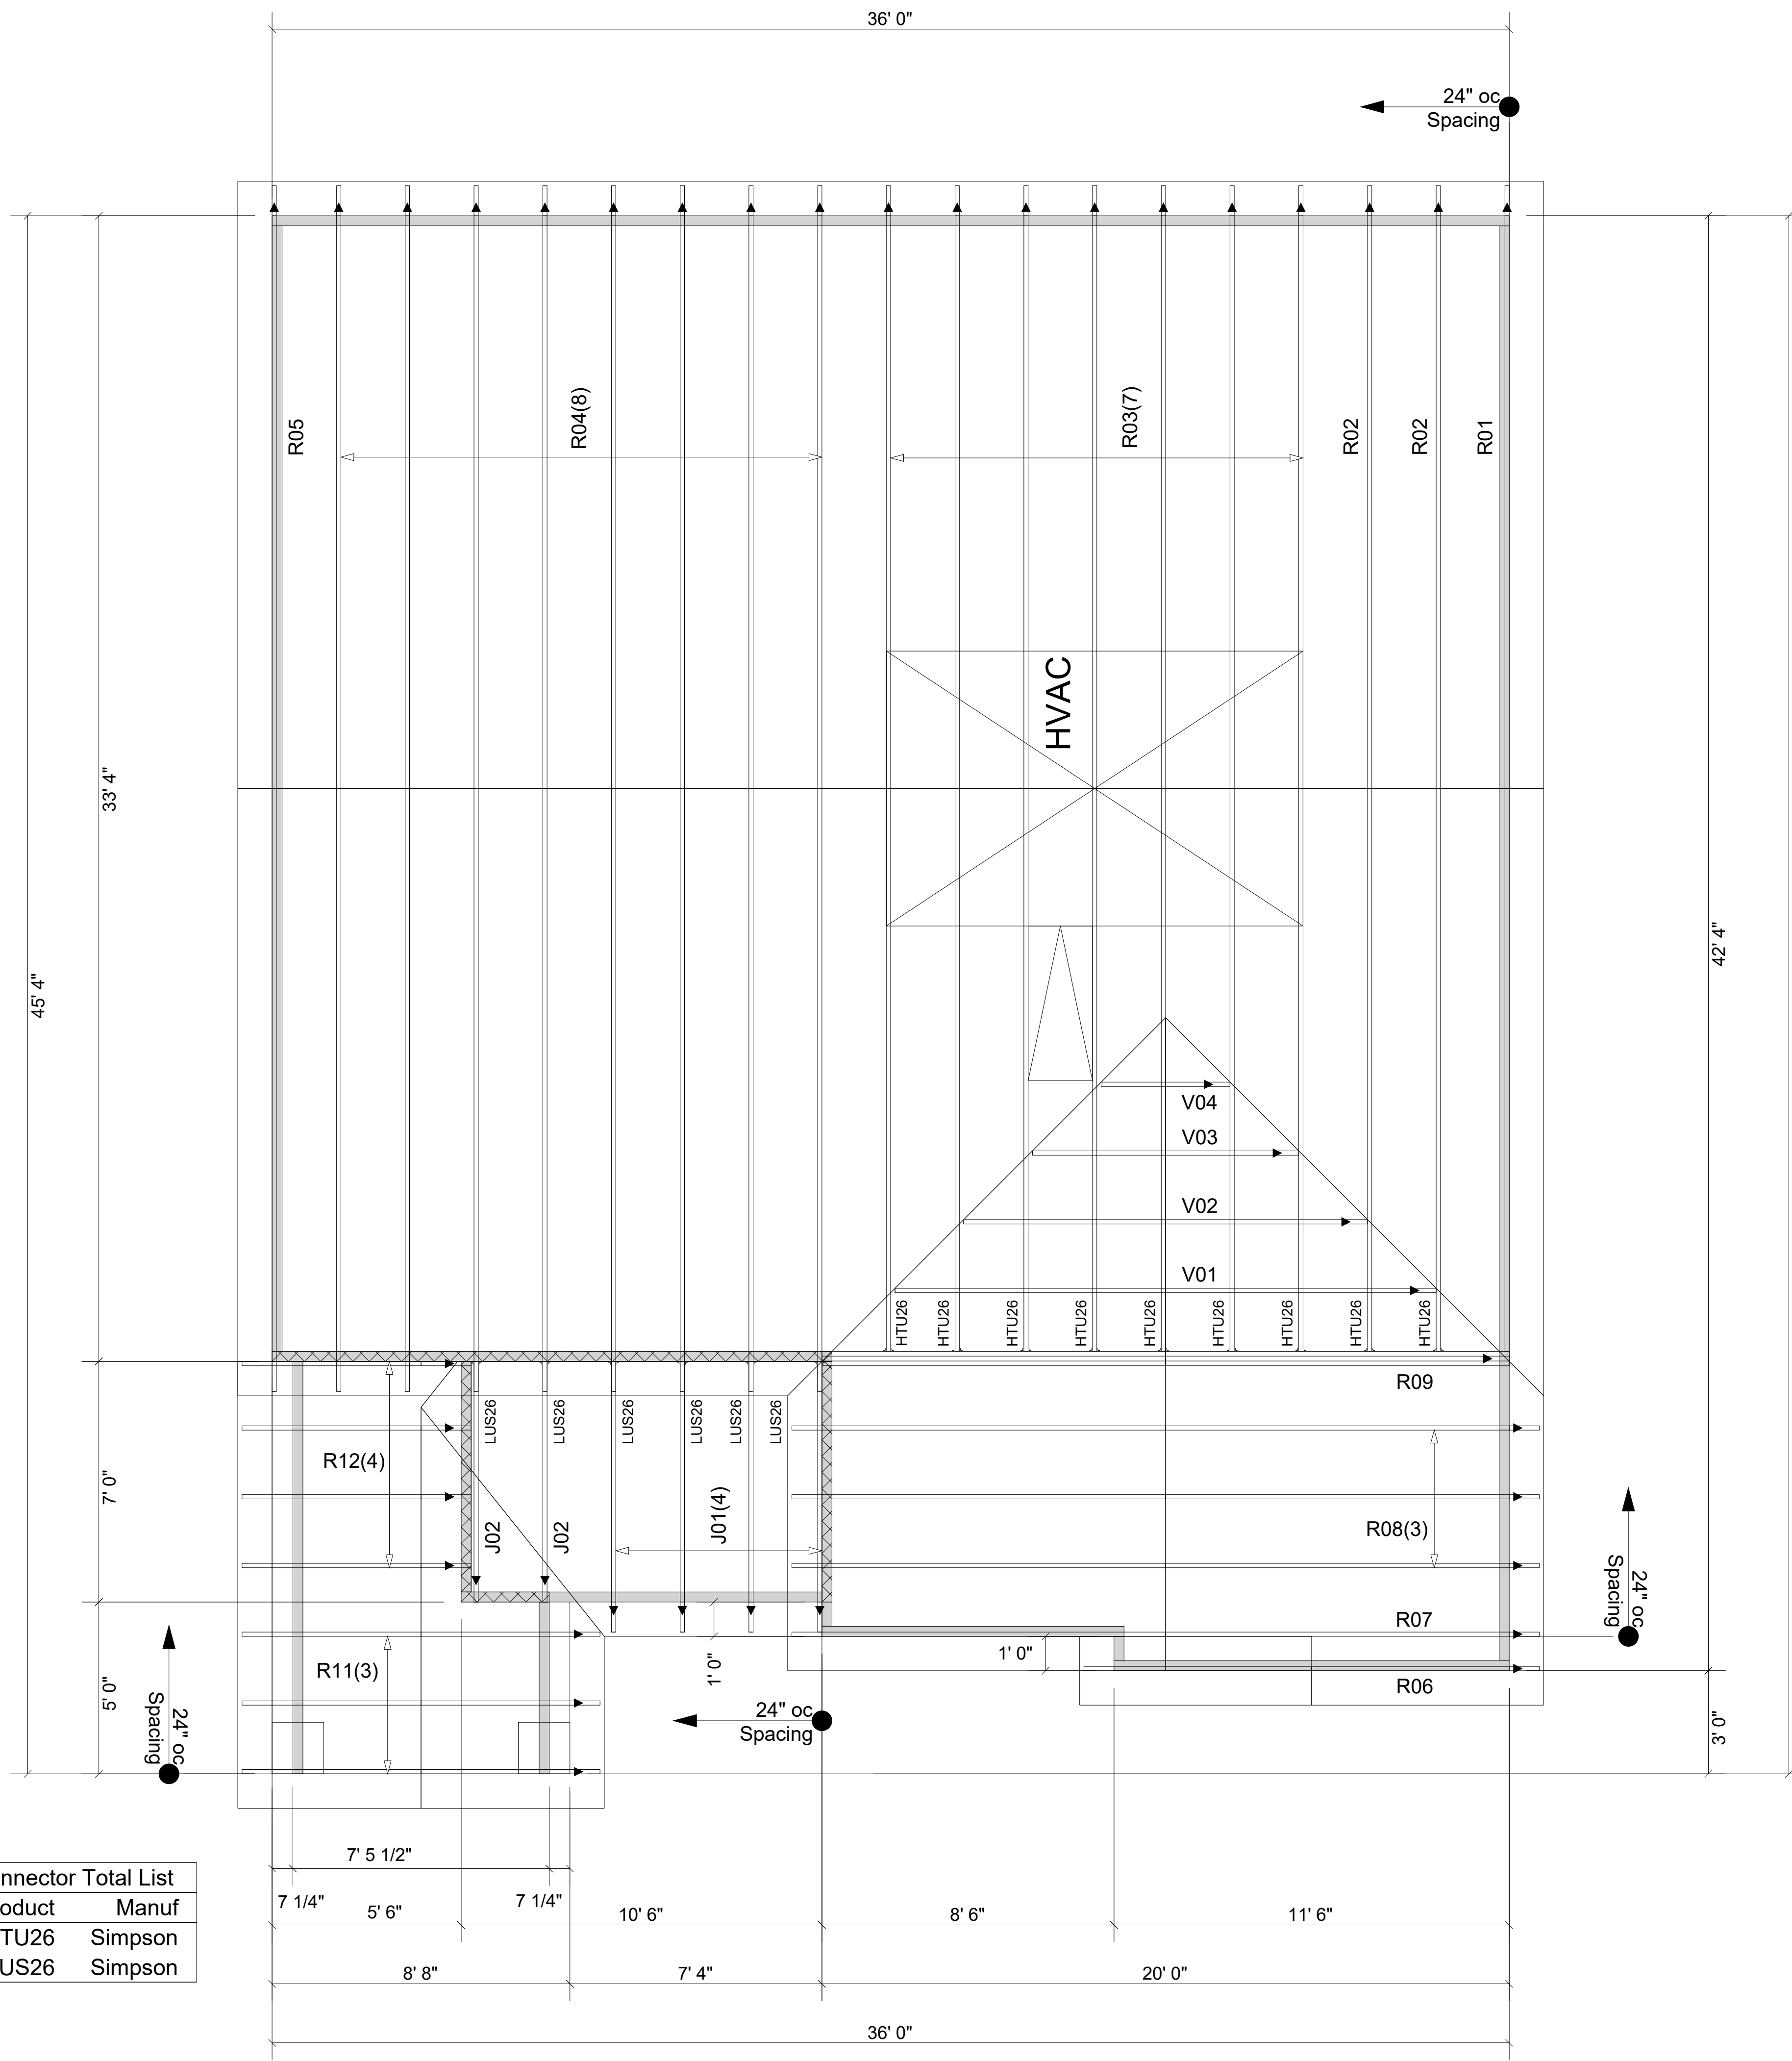 36' 0"
24" oc
Spacing
R05
R04(8)
R03(7)
R02
R02
R01
HVAC
33' 4"
45' 4"
42' 4"
V04
V03
V02
V01
HTU26
HTU26
HTU26
HTU26
HTU26
HTU26
HTU26
HTU26
HTU26
R09
LUS26
LUS26
LUS26
LUS26
LUS26
LUS26
R12(4)
7' 0"
J02
J02
J01(4)
R08(3)
24" oc
Spacing
R07
1' 0"
1' 0"
R11(3)
5' 0"
R06
24" oc
Spacing
24" oc
Spacing
3' 0"
7' 5 1/2"
7 1/4"
7 1/4"
5' 6"
10' 6"
8' 6"
11' 6"
8' 8"
7' 4"
20' 0"
36' 0"
nnector Total List
oduct Manuf
TU26 Simpson
US26 Simpson